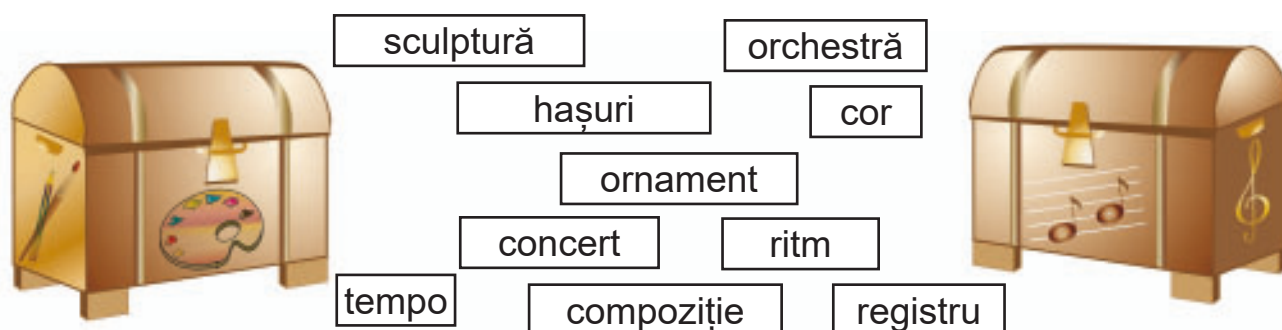 sculptură
orchestră
hașuri
cor
ornament
concert
ritm
tempo
compoziție
registru